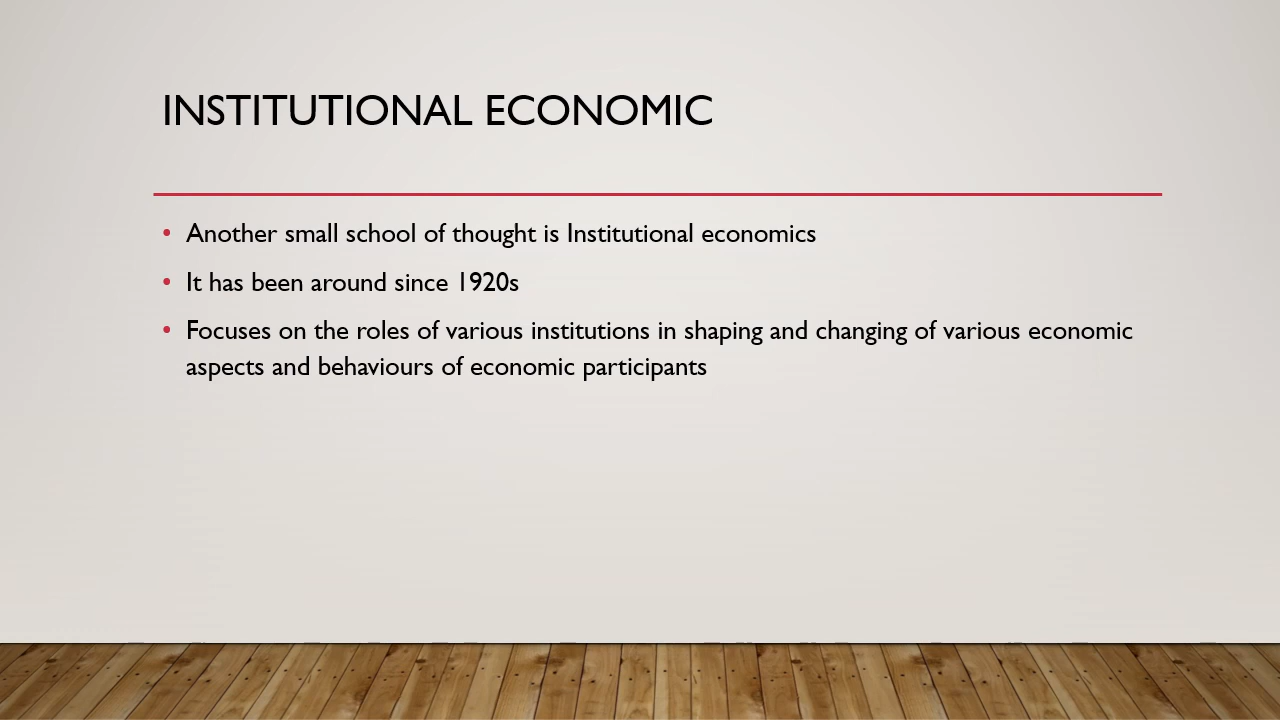 INSTITUTIONAL ECONOMIC
• Another small school of thought is Institutional economics
• It has been around since 1920s
• Focuses on the roles of various institutions in shaping and changing of various economic
aspects and behaviours of economic participants